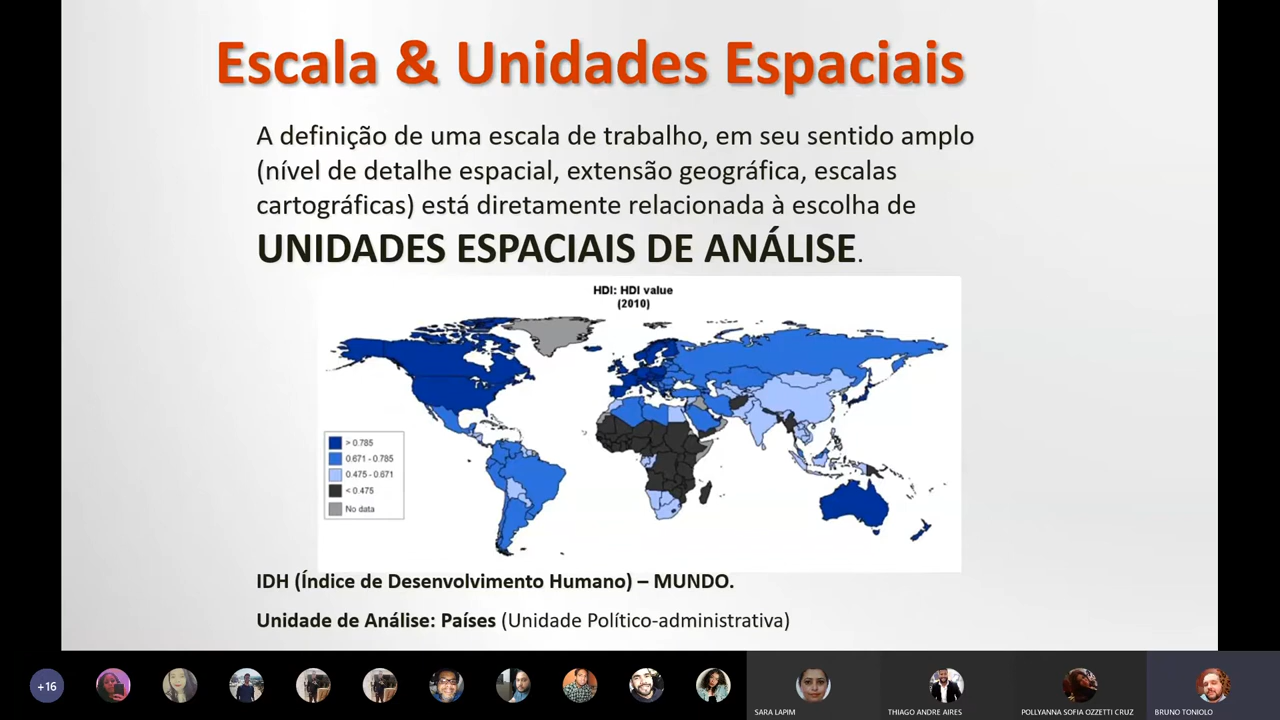 Escala & Unidades Espaciais
A definição de uma escala de trabalho, em seu sentido amplo
(nível de detalhe espacial, extensão geográfica, escalas
cartográficas) está diretamente relacionada à escolha de
UNIDADES ESPACIAIS DE ANÁLISE.
HDI: HDI value
(2010)
> 0.785
0.671 - 0.785
0.475 - 0.671
< 0.475
No data
IDH (Índice de Desenvolvimento Humano) – MUNDO.
Unidade de Análise: Países (Unidade Político-administrativa)
+16
SARA LAPIM
THIAGO ANDRE AIRES
POLLYANNA SOFIA OZZETTI CRUZ
BRUNO TONIOLO